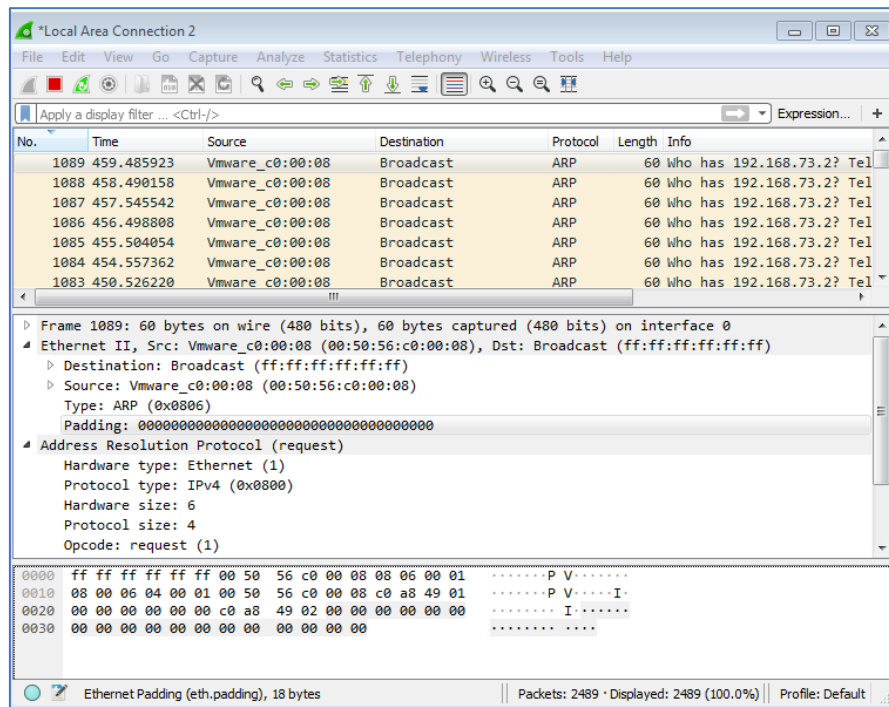 *Local Area Connection 2
File Edit View Go Capture Analyze Statistics Telephony Wireless Tools Help
Apply a display filter ... <Ctrl-/> Expression... +
No. Time Source Destination Protocol Length Info
1089 459.485923 Vmware_c0:00:08 Broadcast ARP 60 Who has 192.168.73.2? Tel
1088 458.490158 Vmware_c0:00:08 Broadcast ARP 60 Who has 192.168.73.2? Tel
1087 457.545542 Vmware_c0:00:08 Broadcast ARP 60 Who has 192.168.73.2? Tel
1086 456.498808 Vmware_c0:00:08 Broadcast ARP 60 Who has 192.168.73.2? Tel
1085 455.504054 Vmware_c0:00:08 Broadcast ARP 60 Who has 192.168.73.2? Tel
1084 454.557362 Vmware_c0:00:08 Broadcast ARP 60 Who has 192.168.73.2? Tel
1083 450.526220 Vmware_c0:00:08 Broadcast ARP 60 Who has 192.168.73.2? Tel
Frame 1089: 60 bytes on wire (480 bits), 60 bytes captured (480 bits) on interface 0
Ethernet II, Src: Vmware_c0:00:08 (00:50:56:c0:00:08), Dst: Broadcast (ff:ff:ff:ff:ff:ff)
Destination: Broadcast (ff:ff:ff:ff:ff:ff)
Source: Vmware_c0:00:08 (00:50:56:c0:00:08)
Type: ARP (0x0806)
Padding: 000000000000000000000000000000000000
Address Resolution Protocol (request)
Hardware type: Ethernet (1)
Protocol type: IPv4 (0x0800)
Hardware size: 6
Protocol size: 4
Opcode: request (1)
0000 ff ff ff ff ff ff 00 50 56 c0 00 08 08 06 00 01 ·······P V·······
0010 08 00 06 04 00 01 00 50 56 c0 00 08 c0 a8 49 01 ·······P V·····I·
0020 00 00 00 00 00 00 c0 a8 49 02 00 00 00 00 00 00 ········ I·······
0030 00 00 00 00 00 00 00 00 00 00 00 00 ········ ····
Ethernet Padding (eth.padding), 18 bytes Packets: 2489 · Displayed: 2489 (100.0%) Profile: Default